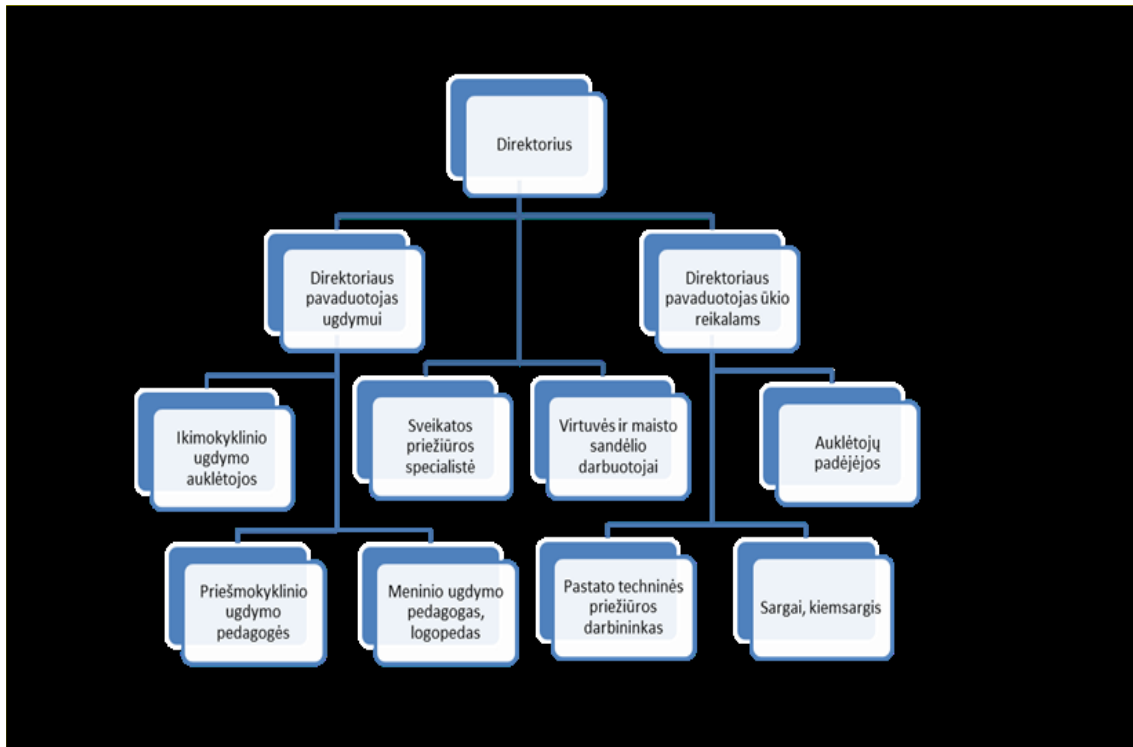 Direktorius
Direktoriaus
pavaduotojas
ugdymui
Direktoriaus
pavaduotojas ūkio
reikalams
Ikimokyklinio
ugdymo
auklėtojos
Sveikatos
priežiūros
specialistė
Virtuvės ir maisto
sandėlio
darbuotojai
Auklėtojų
padėjėjos
Priešmokyklinio
ugdymo
pedagogės
Meninio ugdymo
pedagogas,
logopedas
Pastato techninės
priežiūros
darbininkas
Sargai, kiemsargis